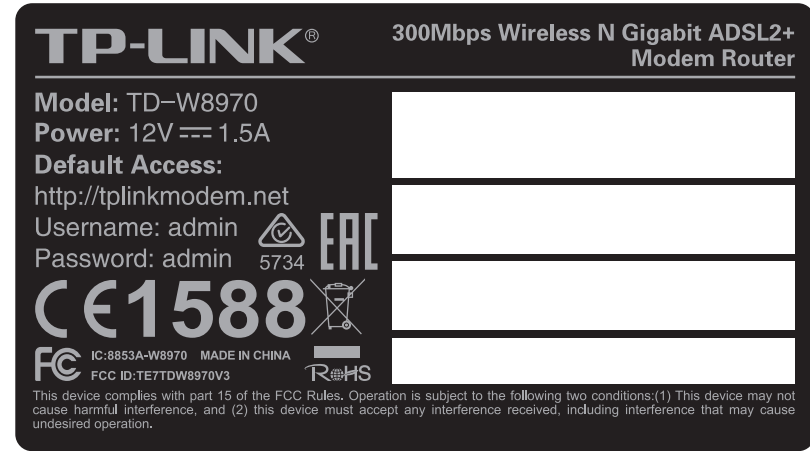 TP-LINK®
300Mbps Wireless N Gigabit ADSL2+
Modem Router
Model: TD-W8970
Power: 12V⎓1.5A
Default Access:
http://tplinkmodem.net
Username: admin
Password: admin
5734
EAC
CE1588
FC
IC:8853A-W8970 MADE IN CHINA
FCC ID:TE7TDW8970V3
RoHS
This device complies with part 15 of the FCC Rules. Operation is subject to the following two conditions:(1) This device may not
cause harmful interference, and (2) this device must accept any interference received, including interference that may cause
undesired operation.